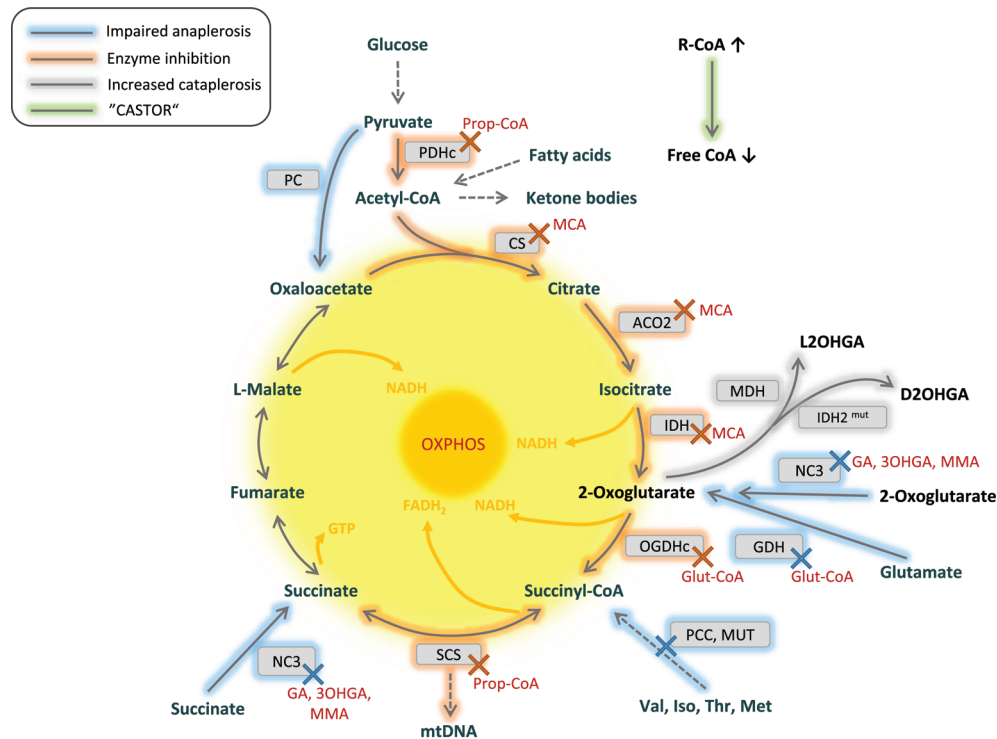 Impaired anaplerosis
Enzyme inhibition
Increased cataplerosis
”CASTOR“
Glucose
R-CoA ↑
Pyruvate
Prop-CoA
PDHc
Fatty acids
Free CoA ↓
PC
Acetyl-CoA
Ketone bodies
MCA
CS
Oxaloacetate
Citrate
MCA
ACO2
L2OHGA
L-Malate
NADH
Isocitrate
MDH
D2OHGA
IDH2 mut
IDH
MCA
OXPHOS
NADH
GA, 3OHGA, MMA
NC3
Fumarate
FADH2
NADH
2-Oxoglutarate
2-Oxoglutarate
GTP
OGDHc
GDH
Glut-CoA
Glut-CoA
Glutamate
Succinate
Succinyl-CoA
PCC, MUT
SCS
NC3
Prop-CoA
GA, 3OHGA,
MMA
Succinate
Val, Iso, Thr, Met
mtDNA